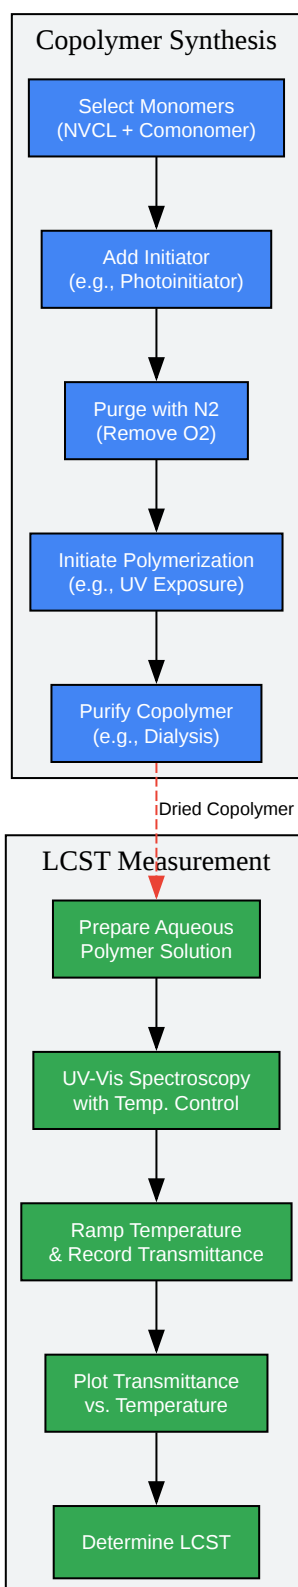 Copolymer Synthesis
Select Monomers
(NVCL + Comonomer)
Add Initiator
(e.g., Photoinitiator)
Purge with N2
(Remove O2)
Initiate Polymerization
(e.g., UV Exposure)
Purify Copolymer
(e.g., Dialysis)
Dried Copolymer
LCST Measurement
Prepare Aqueous
Polymer Solution
UV-Vis Spectroscopy
with Temp. Control
Ramp Temperature
& Record Transmittance
Plot Transmittance
vs. Temperature
Determine LCST